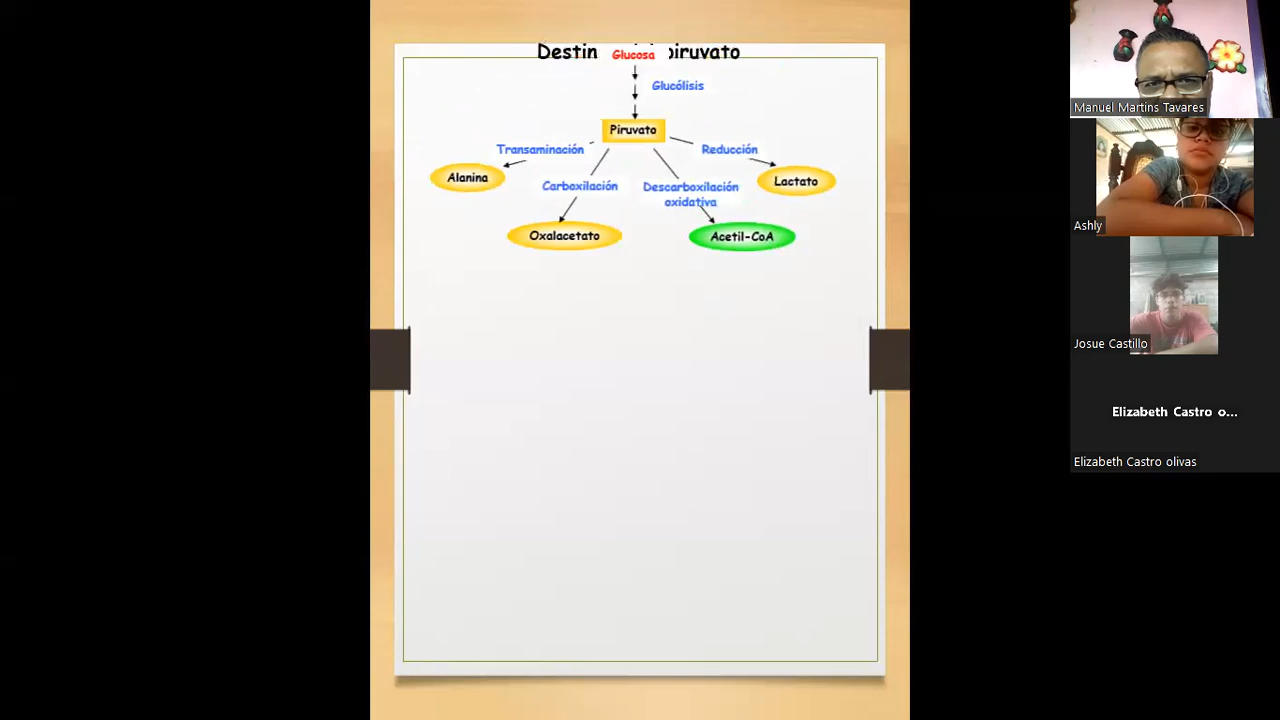 Destin piruvato
Glucosa
Glucólisis
Piruvato
Transaminación
Reducción
Alanina
Carboxilación
Descarboxilación
oxidativa
Lactato
Oxalacetato
Acetil-CoA
Manuel Martins Tavares
Ashly
Josue Castillo
Elizabeth Castro o...
Elizabeth Castro olivas